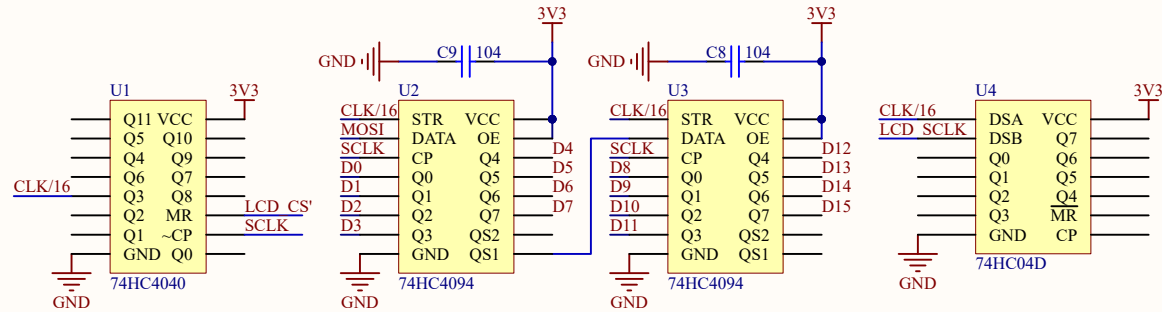 3V3
3V3
GND
C9
104
GND
C8
104
U1
3V3
U2
U3
U4
3V3
Q11 VCC
Q5 Q10
Q4 Q9
Q6 Q7
CLK/16 Q3 Q8
Q2 MR LCD_CS'
Q1 ~CP SCLK
GND Q0
GND
74HC4040
CLK/16 STR VCC
MOSI DATA OE
SCLK CP Q4 D4
D0 Q0 Q5 D5
D1 Q1 Q6 D6
D2 Q2 Q7 D7
D3 Q3 QS2
GND QS1
GND
74HC4094
CLK/16 STR VCC
DATA OE
SCLK CP Q4 D12
D8 Q0 Q5 D13
D9 Q1 Q6 D14
D10 Q2 Q7 D15
D11 Q3 QS2
GND QS1
GND
74HC4094
CLK/16 DSA VCC
LCD_SCLK DSB Q7
Q0 Q6
Q1 Q5
Q2 Q4
Q3 MR
GND CP
GND
74HC04D